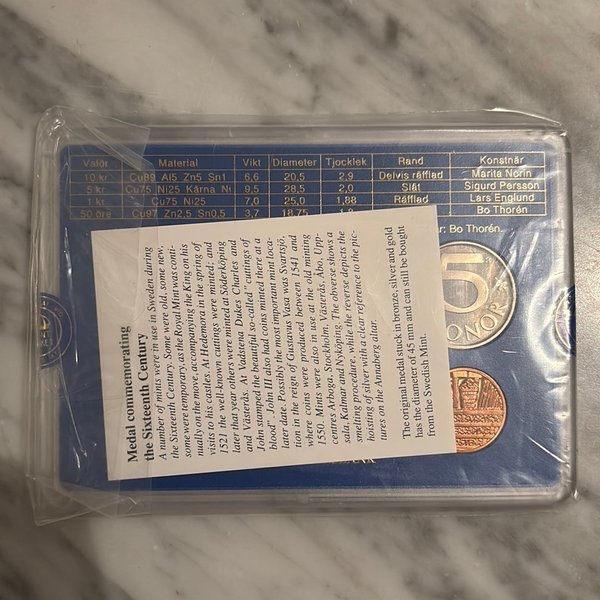 Valör Material Vikt Diameter Tjocklek Rand Konstnär
10 kr Cu89 Al5 Zn5 Sn1 6,6 20,5 2,9 Delvis räfflad Marita Norin
5 kr Cu75 Ni25 Kärna Ni 9,5 28,5 2,0 Slät Sigurd Persson
1 kr Cu75 Ni25 7,0 25,0 1,88 Räfflad Lars Englund
50 öre Cu97 Zn2,5 Sn0,5 3,7 18,75 Bo Thorén
ar: Bo Thorén.
5
KRONOR
Medal commemorating
the Sixteenth Century
A number of mints were in use in Sweden during
the Sixteenth Century. Some were old, some new,
some were temporary, as the Royal Mint was conti-
nually on the move, accompanying the King on his
visits to his castles. At Hedemora in the spring of
1521 the well-known cuttings were minted, and
later that year others were minted at Söderköping
and Västerås. At Vadstena Dukes Charles and
John stamped the beautiful so-called "cuttings of
blood". John III also had coins minted there at a
later date. Possibly the most important mint loca-
tion in the reign of Gustavus Vasa was Svartsjö,
where coins were produced between 1541 and
1550. Mints were also in use at the old minting
centres Arboga, Stockholm, Västerås, Åbo, Upp-
sala, Kalmar and Nyköping. The obverse shows a
smelting procedure, while the reverse depicts the
hoisting of silver with a clear reference to the pic-
tures on the Annaberg altar.
The original medal stuck in bronze, silver and gold
has the diameter of 45 mm and can still be bought
from the Swedish Mint.